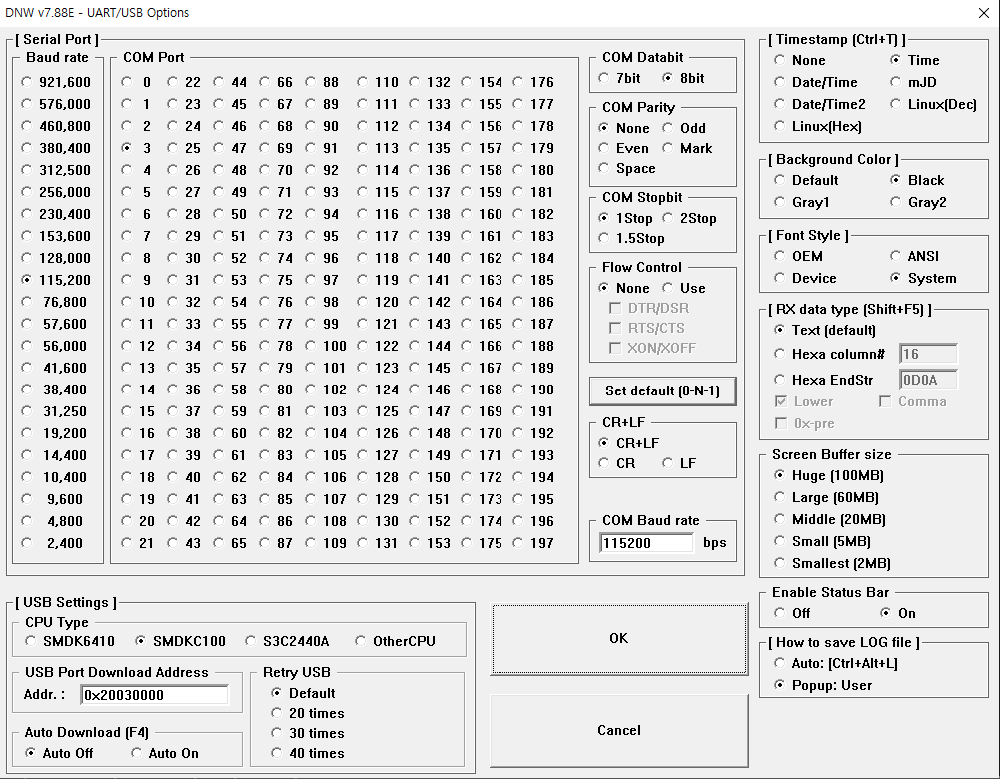 DNW v7.88E - UART/USB Options
[ Serial Port ]
Baud rate
921,600
576,000
460,800
380,400
312,500
256,000
230,400
153,600
128,000
115,200
76,800
57,600
56,000
41,600
38,400
31,250
19,200
14,400
10,400
9,600
4,800
2,400
COM Port
0 22 44 66 88 110 132 154 176
1 23 45 67 89 111 133 155 177
2 24 46 68 90 112 134 156 178
3 25 47 69 91 113 135 157 179
4 26 48 70 92 114 136 158 180
5 27 49 71 93 115 137 159 181
6 28 50 72 94 116 138 160 182
7 29 51 73 95 117 139 161 183
8 30 52 74 96 118 140 162 184
9 31 53 75 97 119 141 163 185
10 32 54 76 98 120 142 164 186
11 33 55 77 99 121 143 165 187
12 34 56 78 100 122 144 166 188
13 35 57 79 101 123 145 167 189
14 36 58 80 102 124 146 168 190
15 37 59 81 103 125 147 169 191
16 38 60 82 104 126 148 170 192
17 39 61 83 105 127 149 171 193
18 40 62 84 106 128 150 172 194
19 41 63 85 107 129 151 173 195
20 42 64 86 108 130 152 174 196
21 43 65 87 109 131 153 175 197
COM Databit
7bit 8bit
COM Parity
None Odd
Even Mark
Space
COM Stopbit
1Stop 2Stop
1.5Stop
Flow Control
None Use
DTR/DSR
RTS/CTS
XON/XOFF
Set default (8-N-1)
CR+LF
CR+LF
CR LF
COM Baud rate
115200 bps
[ Timestamp (Ctrl+T) ]
None Time
Date/Time mJD
Date/Time2 Linux(Dec)
Linux(Hex)
[ Background Color ]
Default Black
Gray1 Gray2
[ Font Style ]
OEM ANSI
Device System
[ RX data type (Shift+F5) ]
Text (default)
Hexa column# 16
Hexa EndStr 0D0A
Lower Comma
0x-pre
Screen Buffer size
Huge (100MB)
Large (60MB)
Middle (20MB)
Small (5MB)
Smallest (2MB)
Enable Status Bar
Off On
[ How to save LOG file ]
Auto: [Ctrl+Alt+L]
Popup: User
[ USB Settings ]
CPU Type
SMDK6410 SMDKC100 S3C2440A OtherCPU
USB Port Download Address
Addr. : 0x20030000
Auto Download (F4)
Auto Off Auto On
Retry USB
Default
20 times
30 times
40 times
OK
Cancel